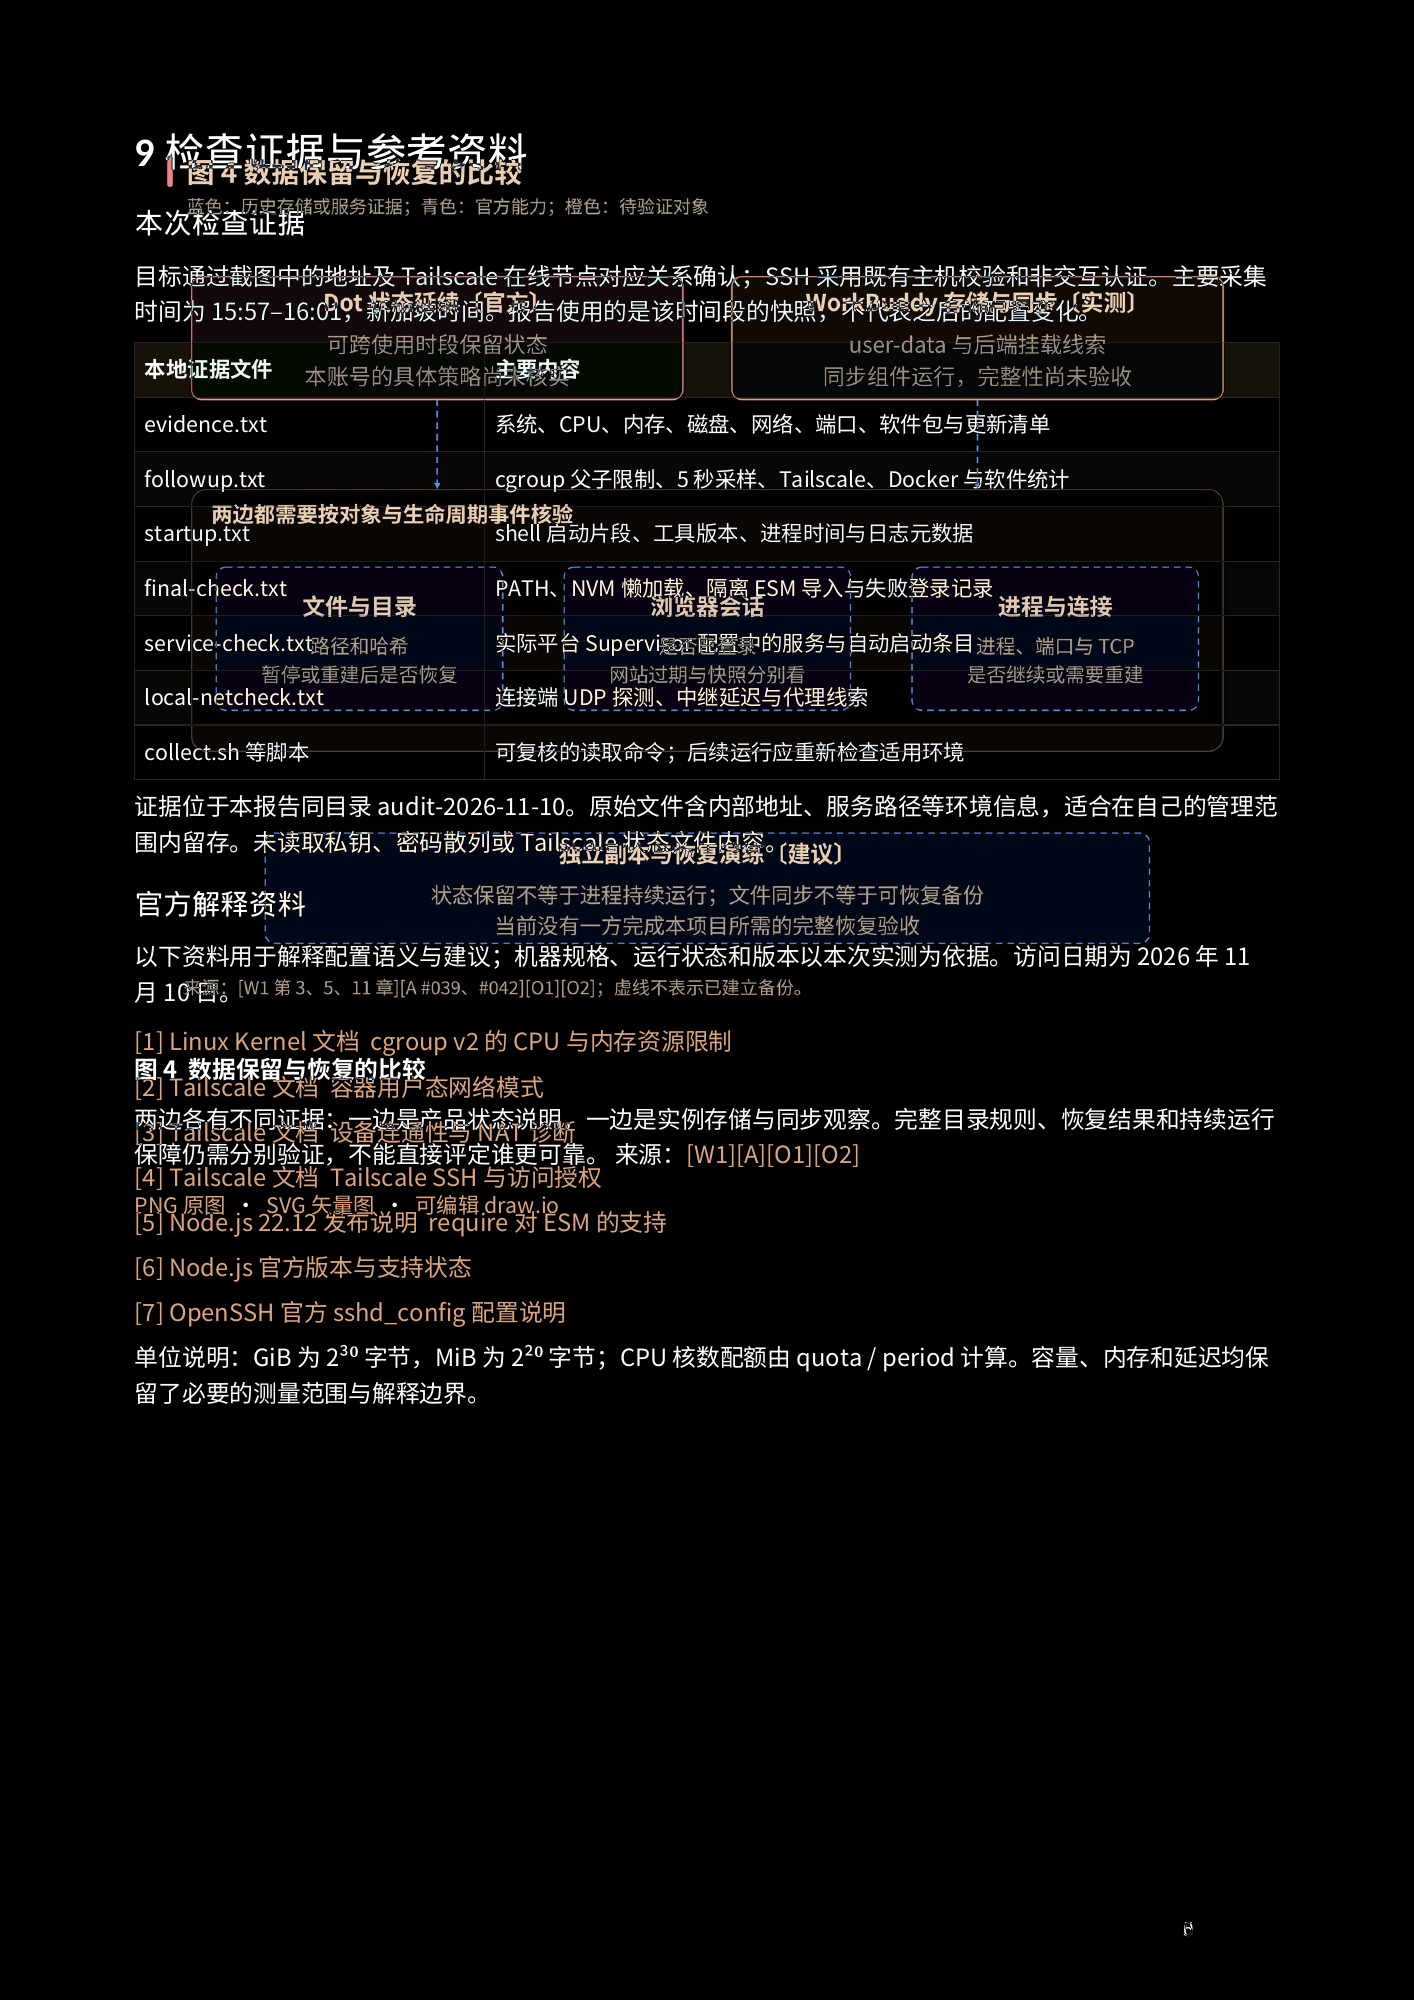 9 检查证据与参考资料
图 4 数据保留与恢复的比较
蓝色：历史存储或服务证据；青色：官方能力；橙色：待验证对象
本次检查证据
目标通过截图中的地址及 Tailscale 在线节点对应关系确认；SSH 采用既有主机校验和非交互认证。主要采集
时间为 15:57–16:01，新加坡时间。报告使用的是该时间段的快照，不代表之后的配置变化。
Dot 状态延续〔官方〕
WorkBuddy 存储与同步〔实测〕
可跨使用时段保留状态
user-data 与后端挂载线索
本账号的具体策略尚未核实
同步组件运行，完整性尚未验收
本地证据文件
主要内容
evidence.txt
系统、CPU、内存、磁盘、网络、端口、软件包与更新清单
followup.txt
cgroup 父子限制、5 秒采样、Tailscale、Docker 与软件统计
两边都需要按对象与生命周期事件核验
startup.txt
shell 启动片段、工具版本、进程时间与日志元数据
final-check.txt
PATH、NVM 懒加载、隔离 ESM 导入与失败登录记录
文件与目录
浏览器会话
进程与连接
service-check.txt
实际平台 Supervisor 配置中的服务与自动启动条目
路径和哈希
进程、端口与 TCP
暂停或重建后是否恢复
网站过期与快照分别看
是否继续或需要重建
local-netcheck.txt
连接端 UDP 探测、中继延迟与代理线索
collect.sh 等脚本
可复核的读取命令；后续运行应重新检查适用环境
证据位于本报告同目录 audit-2026-11-10。原始文件含内部地址、服务路径等环境信息，适合在自己的管理范
围内留存。未读取私钥、密码散列或 Tailscale 状态文件内容。
独立副本与恢复演练〔建议〕
状态保留不等于进程持续运行；文件同步不等于可恢复备份
官方解释资料
当前没有一方完成本项目所需的完整恢复验收
以下资料用于解释配置语义与建议；机器规格、运行状态和版本以本次实测为依据。访问日期为 2026 年 11
月 10 日。
来源：[W1 第 3、5、11 章][A #039、#042][O1][O2]；虚线不表示已建立备份。
[1] Linux Kernel 文档 cgroup v2 的 CPU 与内存资源限制
图 4 数据保留与恢复的比较
[2] Tailscale 文档 容器用户态网络模式
两边各有不同证据：一边是产品状态说明，一边是实例存储与同步观察。完整目录规则、恢复结果和持续运行
[3] Tailscale 文档 设备连通性与 NAT 诊断
保障仍需分别验证，不能直接评定谁更可靠。 来源：[W1][A][O1][O2]
[4] Tailscale 文档 Tailscale SSH 与访问授权
PNG 原图 · SVG 矢量图 · 可编辑 draw.io
[5] Node.js 22.12 发布说明 require 对 ESM 的支持
[6] Node.js 官方版本与支持状态
[7] OpenSSH 官方 sshd_config 配置说明
单位说明：GiB 为 2³⁰ 字节，MiB 为 2²⁰ 字节；CPU 核数配额由 quota / period 计算。容量、内存和延迟均保
留了必要的测量范围与解释边界。